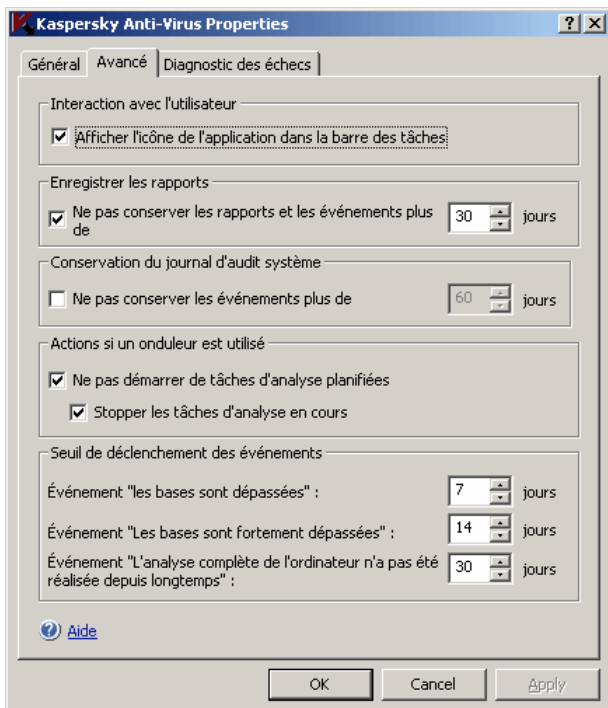 Kaspersky Anti-Virus Properties
Général
Avancé
Diagnostic des échecs
Interaction avec l'utilisateur
Afficher l'icône de l'application dans la barre des tâches
Enregistrer les rapports
Ne pas conserver les rapports et les événements plus
de
30 jours
Conservation du journal d'audit système
Ne pas conserver les événements plus de 60 jours
Actions si un onduleur est utilisé
Ne pas démarrer de tâches d'analyse planifiées
Stopper les tâches d'analyse en cours
Seuil de déclenchement des événements
Événement "les bases sont dépassées" : 7 jours
Événement "Les bases sont fortement dépassées" : 14 jours
Événement "L'analyse complète de l'ordinateur n'a pas été
réalisée depuis longtemps" :
30 jours
Aide
OK
Cancel
Apply